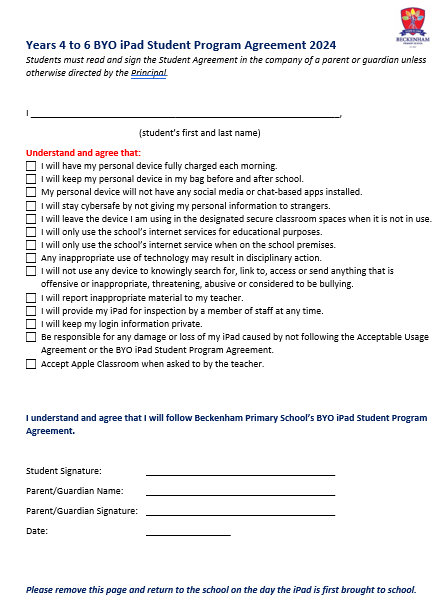 BECKENHAM
Years 4 to 6 BYO iPad Student Program Agreement 2024
Students must read and sign the Student Agreement in the company of a parent or guardian unless
otherwise directed by the Principal.
I ,
(student's first and last name)
Understand and agree that:
I will have my personal device fully charged each morning.
I will keep my personal device in my bag before and after school.
My personal device will not have any social media or chat-based apps installed.
I will stay cybersafe by not giving my personal information to strangers.
I will leave the device I am using in the designated secure classroom spaces when it is not in use.
I will only use the school's internet services for educational purposes.
I will only use the school's internet service when on the school premises.
Any inappropriate use of technology may result in disciplinary action.
I will not use any device to knowingly search for, link to, access or send anything that is
offensive or inappropriate, threatening, abusive or considered to be bullying.
I will report inappropriate material to my teacher.
I will provide my iPad for inspection by a member of staff at any time.
I will keep my login information private.
Be responsible for any damage or loss of my iPad caused by not following the Acceptable Usage
Agreement or the BYO iPad Student Program Agreement.
Accept Apple Classroom when asked to by the teacher.
I understand and agree that I will follow Beckenham Primary School's BYO iPad Student Program
Agreement.
Student Signature:
Parent/Guardian Name:
Parent/Guardian Signature:
Date:
Please remove this page and return to the school on the day the iPad is first brought to school.